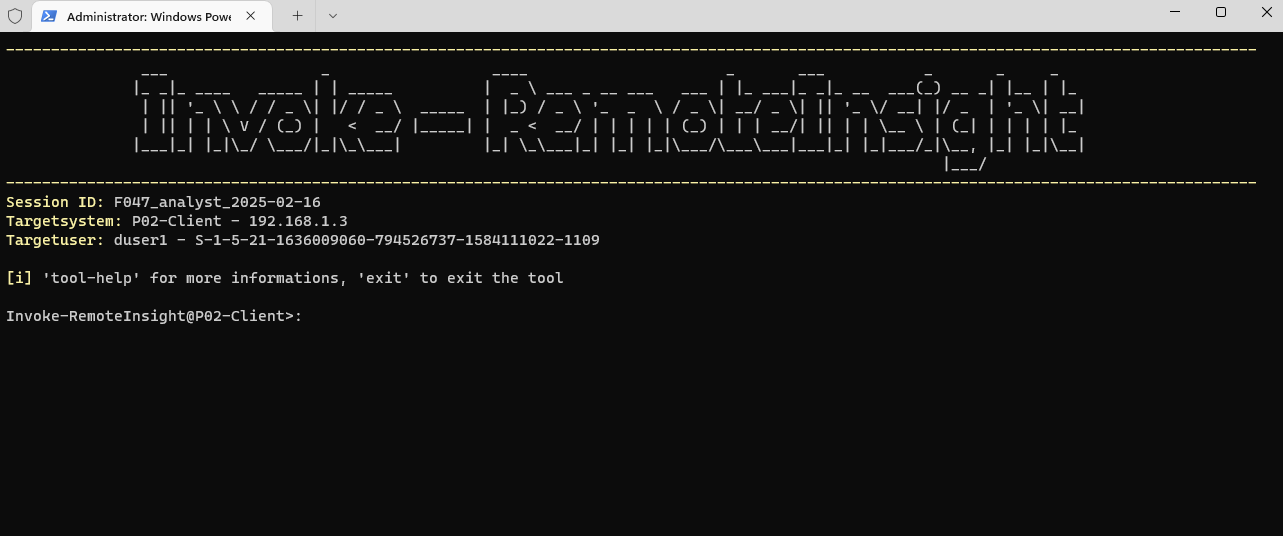 Administrator: Windows Powe
Invoke-RemoteInsight
Session ID: F047_analyst_2025-02-16
Targetsystem: P02-Client - 192.168.1.3
Targetuser: duser1 - S-1-5-21-1636009060-794526737-1584111022-1109
[i] 'tool-help' for more informations, 'exit' to exit the tool
Invoke-RemoteInsight@P02-Client>: